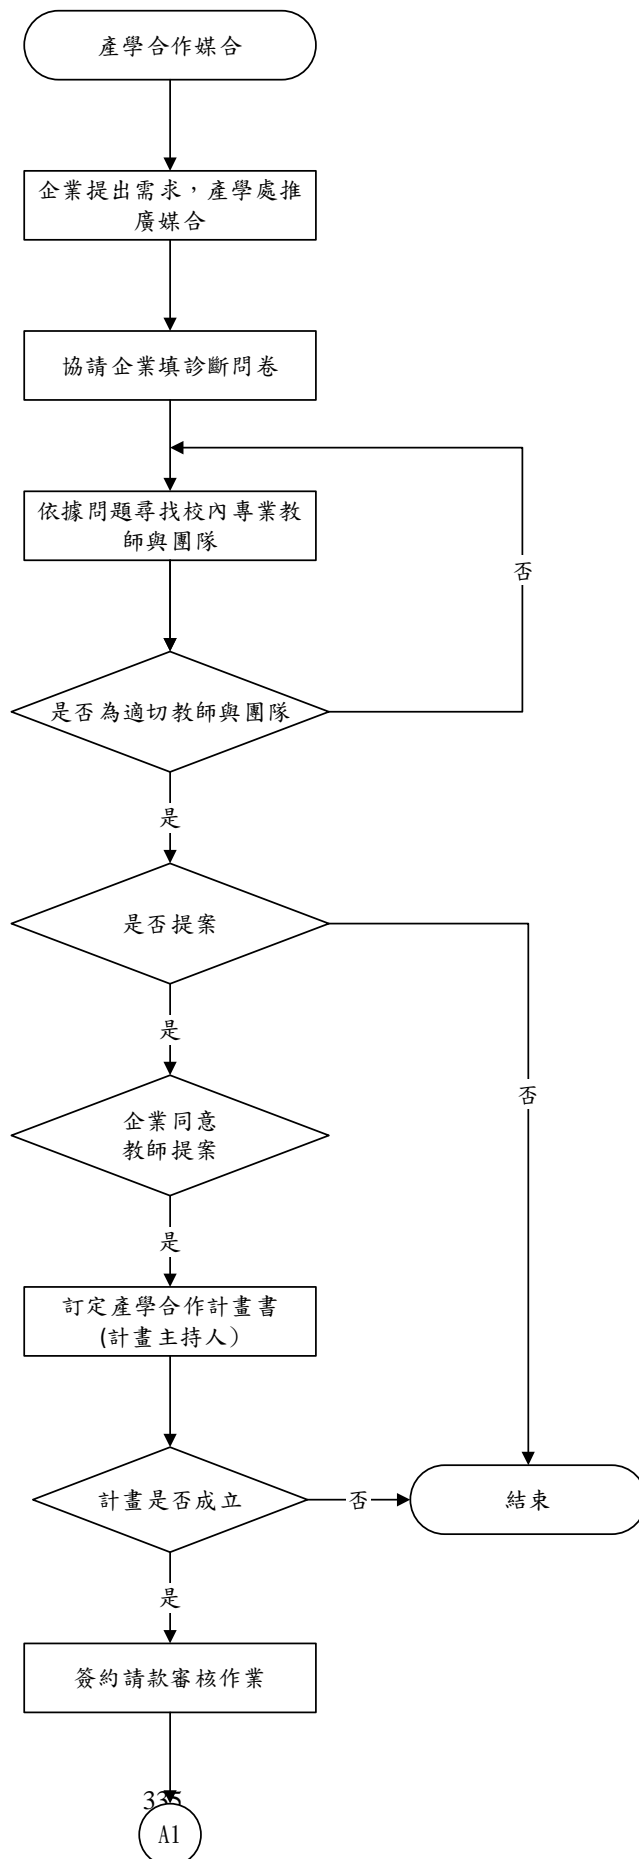 產學合作媒合
企業提出需求，產學處推
廣媒合
協請企業填診斷問卷
依據問題尋找校內專業教
師與團隊
否
是否為適切教師與團隊
是
是否提案
是
否
企業同意
教師提案
是
訂定產學合作計畫書
(計畫主持人）
計畫是否成立
否
結束
是
簽約請款審核作業
335
A1